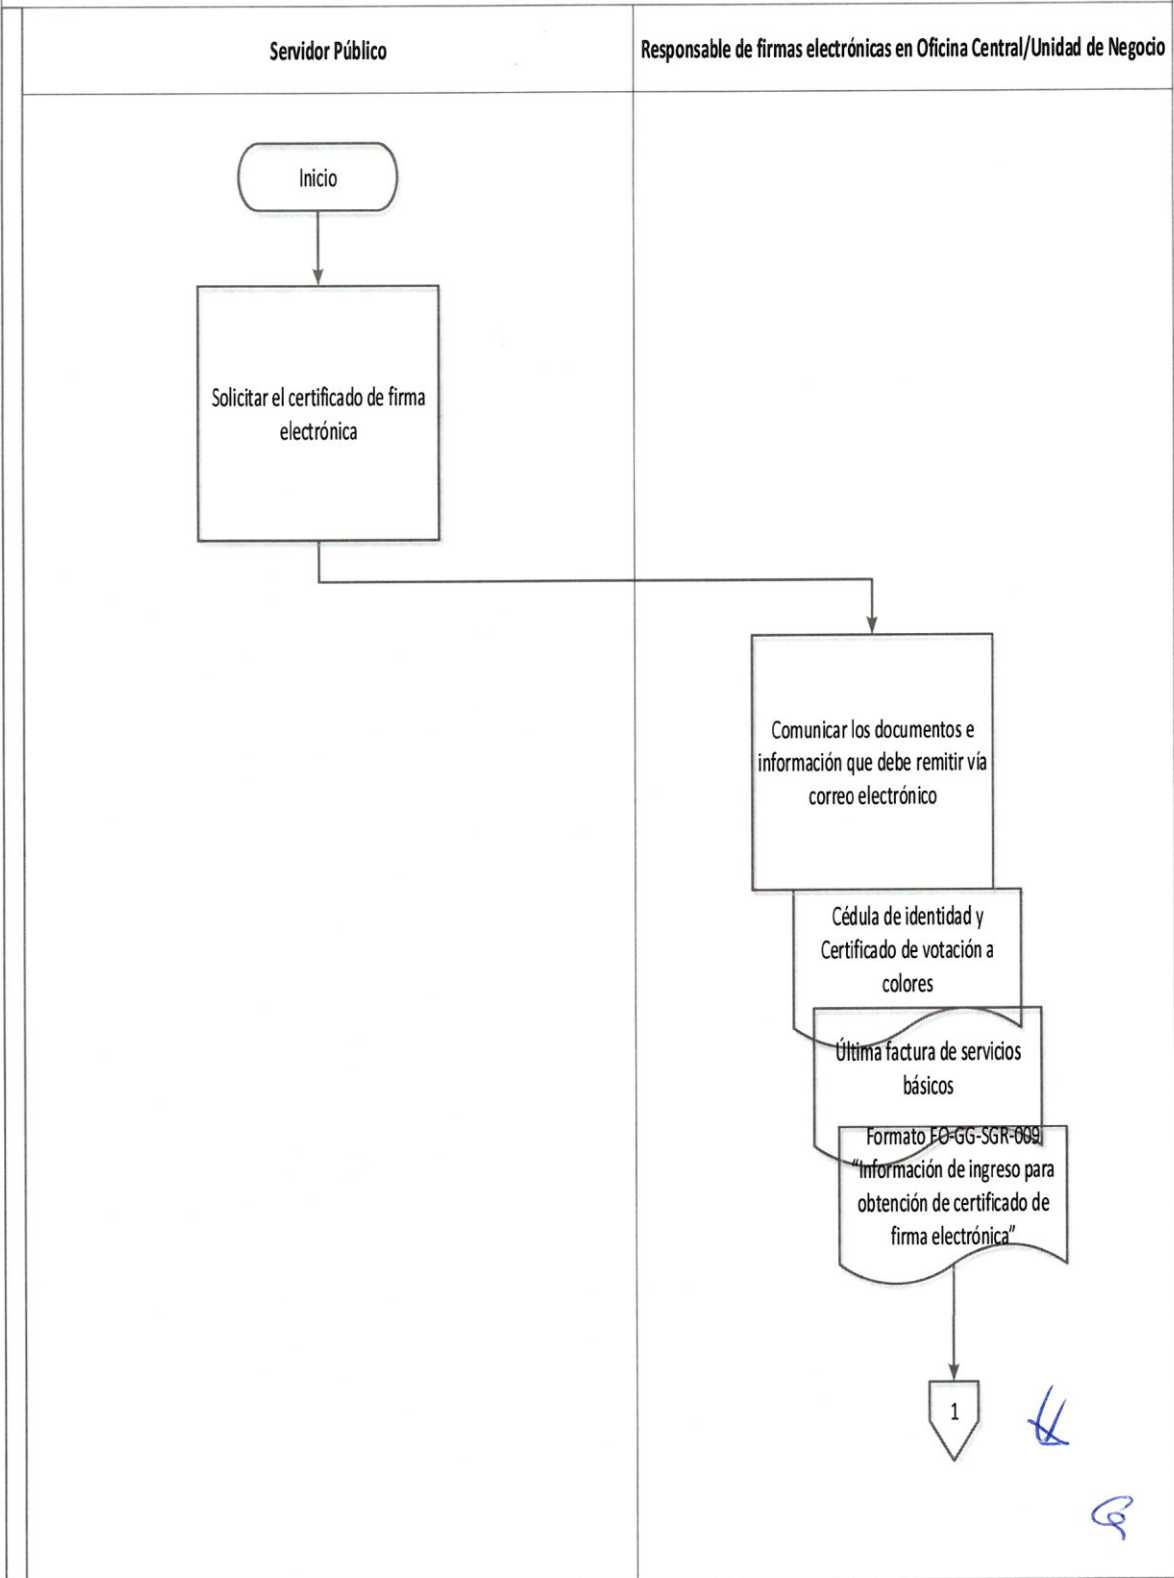 Servidor Público
Responsable de firmas electrónicas en Oficina Central/Unidad de Negocio
Inicio
Solicitar el certificado de firma
electrónica
Comunicar los documentos e
información que debe remitir vía
correo electrónico
Cédula de identidad y
Certificado de votación a
colores
Última factura de servicios
básicos
Formato FO-GG-SGR-009
“Información de ingreso para
obtención de certificado de
firma electrónica”
1